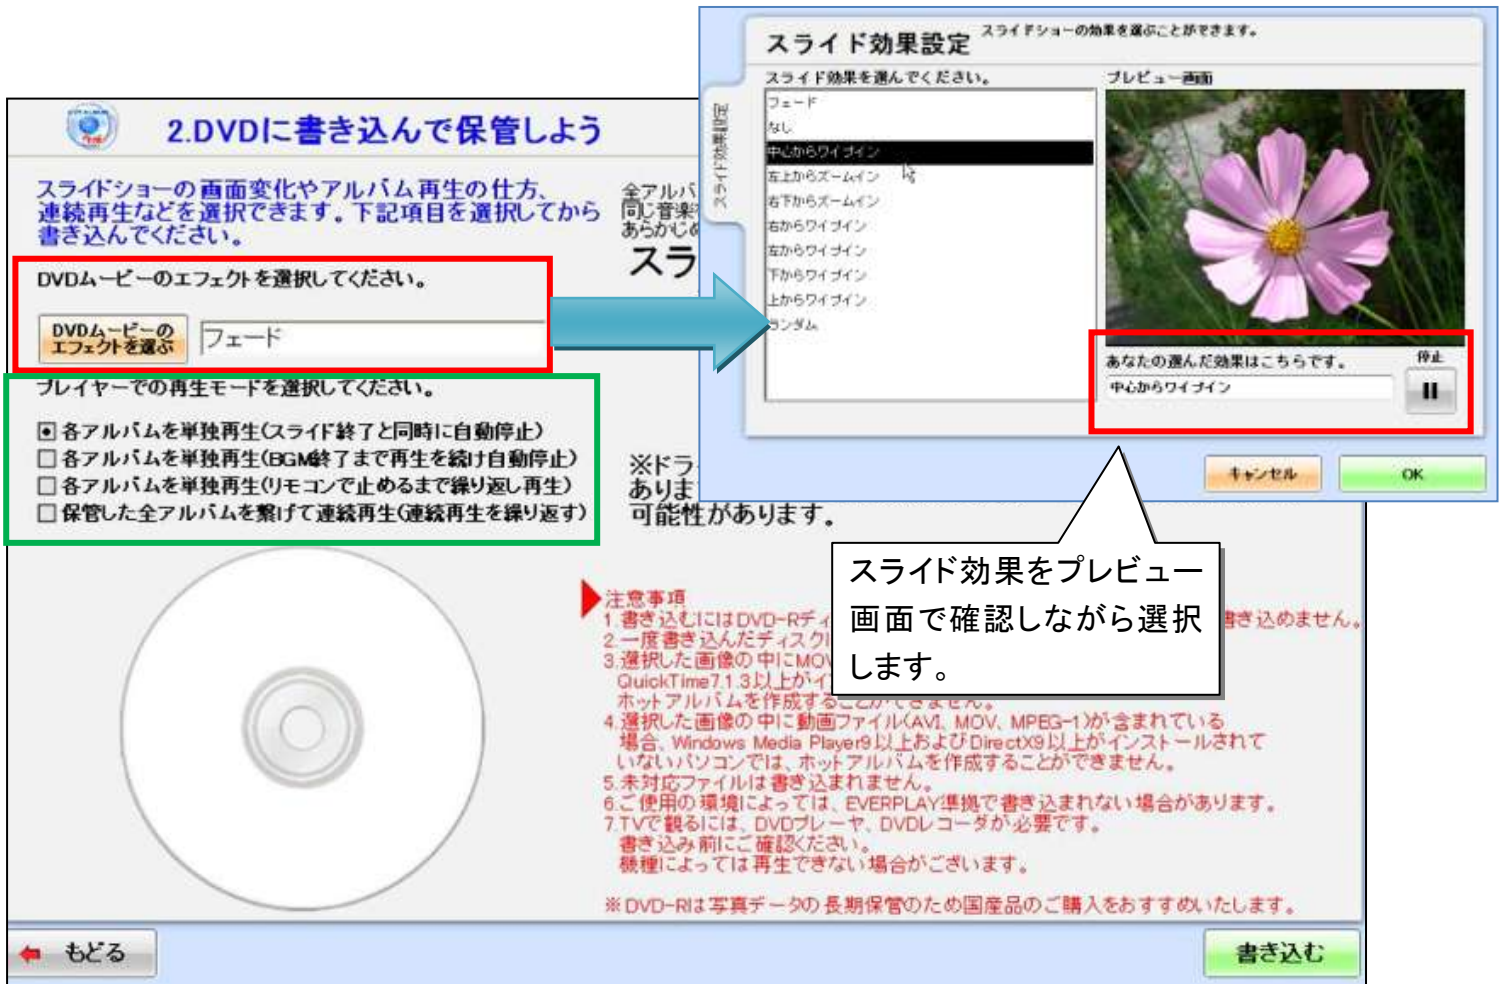 2.DVDに書き込んで保管しよう
スライドショーの画面変化やアルバム再生の仕方、
連続再生などを選択できます。下記項目を選択してから
書き込んでください。
DVDムービーのエフェクトを選択してください。
DVDムービーの
エフェクトを選ぶ
フェード
プレイヤーでの再生モードを選択してください。
各アルバムを単独再生(スライド終了と同時に自動停止)
各アルバムを単独再生(BGM終了まで再生を続け自動停止)
各アルバムを単独再生(リモコンで止めるまで繰り返し再生)
保管した全アルバムを繋げて連続再生(連続再生を繰り返す)
全アルバ
同じ音楽
あらかじめ
スラ
※ドラ
ありま
可能性があります。
スライド効果設定
スライド効果設定
スライドショーの効果を選ぶことができます。
スライド効果を選んでください。
フェード
なし
中心からワイプイン
左上からズームイン
右下からズームイン
右からワイプイン
左からワイプイン
下からワイプイン
上からワイプイン
ランダム
プレビュー画面
あなたの選んだ効果はこちらです。
停止
中心からワイプイン
キャンセル
OK
スライド効果をプレビュー
画面で確認しながら選択
します。
注意事項
1.書き込むにはDVD-Rディ 書き込めません。
2.一度書き込んだディスク
3.選択した画像の中にMOV
QuickTime7.1.3以上がイ
ホットアルバムを作成することができません。
4.選択した画像の中に動画ファイル(AVI、MOV、MPEG-1)が含まれている
場合、Windows Media Player9以上およびDirectX9以上がインストールされて
いないパソコンでは、ホットアルバムを作成することができません。
5.未対応ファイルは書き込まれません。
6.ご使用の環境によっては、EVERPLAY準拠で書き込まれない場合があります。
7.TVで観るには、DVDプレーヤ、DVDレコーダが必要です。
書き込み前にご確認ください。
機種によっては再生できない場合がございます。
※DVD-Rは写真データの長期保管のため国産品のご購入をおすすめいたします。
もどる
書き込む